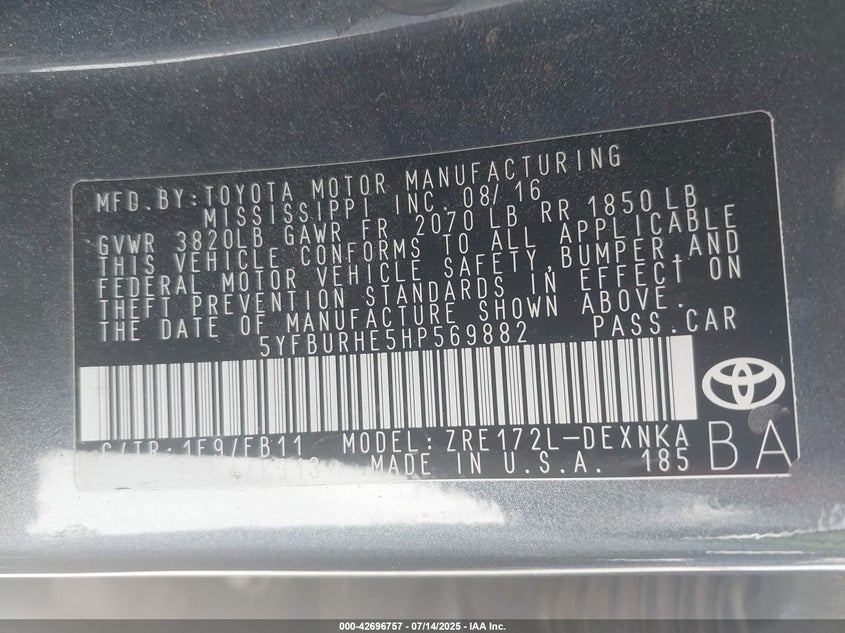 MFD. BY: TOYOTA MOTOR MANUFACTURING
MISSISSIPPI INC. 08/16
GVWR 3820LB GAWR FR 2070 LB RR 1850 LB
THIS VEHICLE CONFORMS TO ALL APPLICABLE
FEDERAL MOTOR VEHICLE SAFETY, BUMPER, AND
THEFT PREVENTION STANDARDS IN EFFECT ON
THE DATE OF MANUFACTURE SHOWN ABOVE.
5YFBURHE5HP569882 PASS. CAR
C/TR: 1F9/FB11 MODEL: ZRE172L-DEXNKA
MADE IN U.S.A. 185
BA
000-42696757 - 07/14/2025 - IAA Inc.